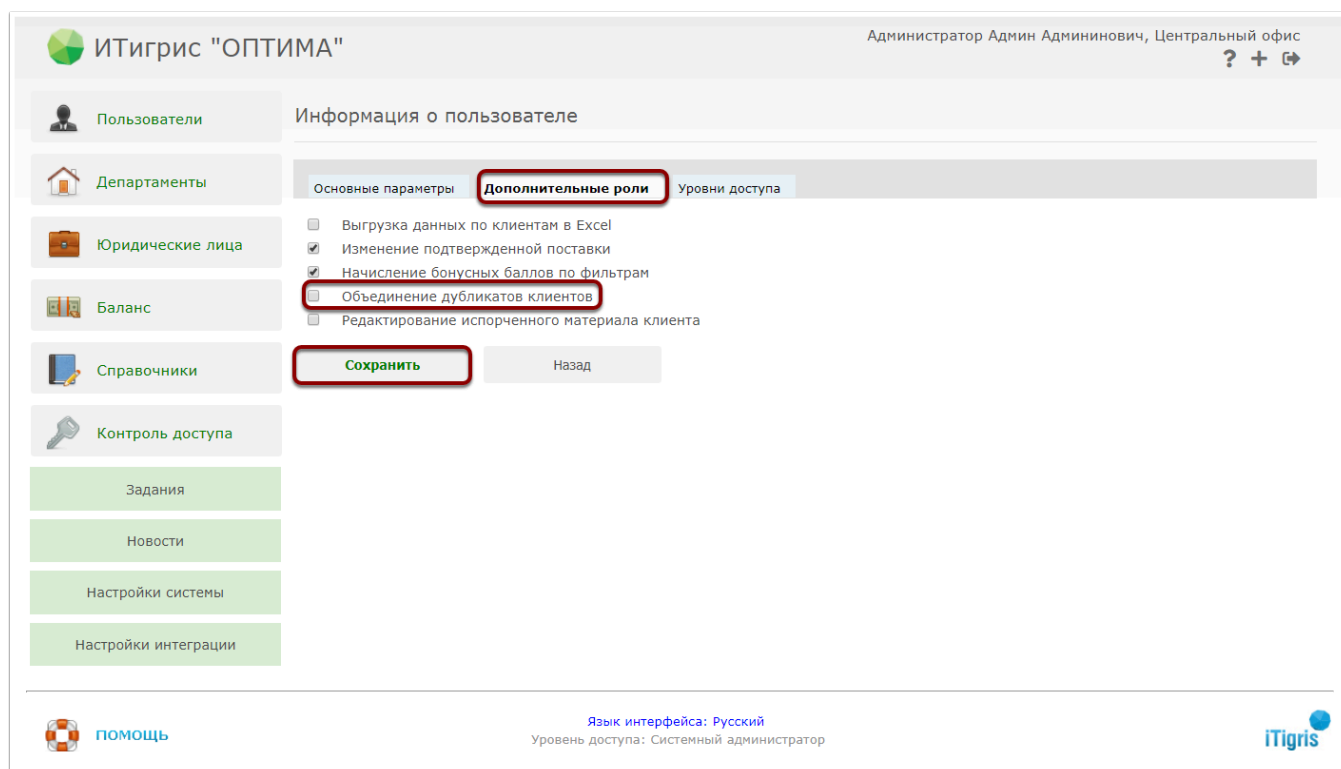 ИТигрис "ОПТИМА"
Администратор Админ Админинович, Центральный офис
Пользователи
Информация о пользователе
Департаменты
Основные параметры Дополнительные роли Уровни доступа
Выгрузка данных по клиентам в Excel
Юридические лица
Изменение подтвержденной поставки
Начисление бонусных баллов по фильтрам
Объединение дубликатов клиентов
Баланс
Редактирование испорченного материала клиента
Справочники
Сохранить Назад
Контроль доступа
Задания
Новости
Настройки системы
Настройки интеграции
ПОМОЩЬ
Язык интерфейса: Русский
Уровень доступа: Системный администратор
iTigris